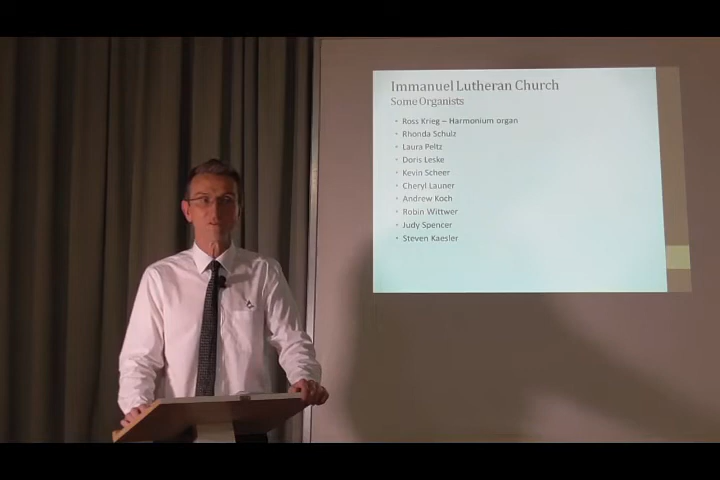 Immanuel Lutheran Church
Some Organists
• Ross Krieg – Harmonium organ
• Rhonda Schulz
• Laura Peltz
• Doris Leske
• Kevin Scheer
• Cheryl Launer
• Andrew Koch
• Robin Wittwer
• Judy Spencer
• Steven Kaesler